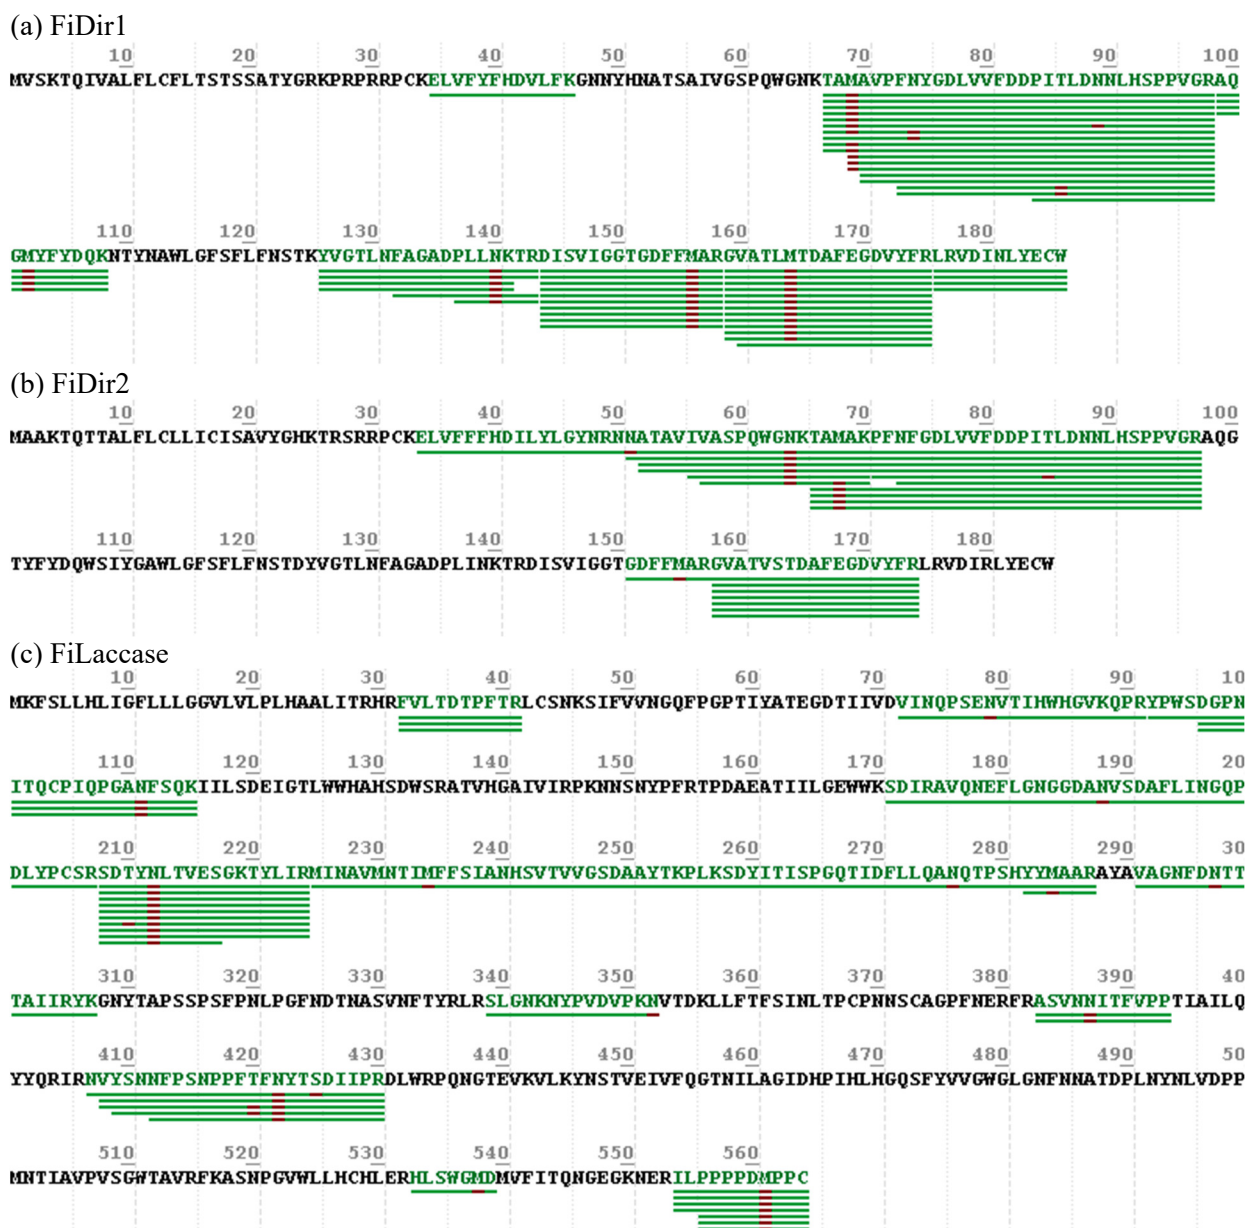 (a) FiDir1
10 20 30 40 50 60 70 80 90 100
MVSKTQIVALFLCFLTSTSSATYGRKPRPRRPCKELVFYFHDVLFKGNNYHNATSAIVGSPQWGNKTAMAVPFNYGDLVVFDDPITLDNNLHSPPVGRAQ
110 120 130 140 150 160 170 180
GMYFYDQKNTYNAWLGFSFLFNSTKYVGTLNFAGADPLLNKTRDISVIGGTGDFFMARGVATLMTDAFEGDVYFRLRVDINLYECW
(b) FiDir2
10 20 30 40 50 60 70 80 90 100
MAAKTQTTALFLCLLICISAVYGHKTRSRRPCKELVFFFHDILYLGYNRNNATAVIVASPQWGNKTAMAKPFNFGDLVVFDDPITLDNNLHSPPVGRAQG
110 120 130 140 150 160 170 180
TYFYDQWSIYGAWLGFSFLFNSTDYVGTLNFAGADPLINKTRDISVIGGTGDFFMARGVATVSTDAFEGDVYFRLRVDIRLYECW
(c) FiLaccase
10 20 30 40 50 60 70 80 90 10
MKFSLLHLIGFLLLGGVLVLPLHAALITRHRFVLTDTPFTRLCSNKSIFVVNGQFPGPTIYATEGDTIIVDVINQPSENVTIHWHGVKQPRYPWSDGPN
110 120 130 140 150 160 170 180 190 20
ITQCPIQPGANFSQKIILSDEIGTLWWHAHSDWSRATVHGAIVIRPKNNSNYPFRTPDAEATIILGEWWKSDIRAVQNEFLGNGGDANVSDAFLINGQP
210 220 230 240 250 260 270 280 290 30
DLYPCSRSDTYNLTVESGKTYLIRMINAVMNTIMFFSIANHSVTVVGSDAAYTKPLKSDYITISPGQTIDFLLQANQTPSHYYMAARAYAVAGNFDNTT
310 320 330 340 350 360 370 380 390 40
TAIIRYKGNYTAPSSPSFPNLPGFNDTNASVNFTYRLRSLGNKNYPVDVPKNVTDKLLFTFSINLTPCPNNSCAGPFNERFRASVNNITFVPPTIAILQ
410 420 430 440 450 460 470 480 490 50
YYQRIRNVYSNNFPSNPPFTFNYTSDIIPRDLWRPQNGTEVKVLKYNSTVEIVFQGTNILAGIDHPIHLHGQSFYVVGWGLGNFNNATDPLNYNLVDPP
510 520 530 540 550 560
MNTIAVPVSGWTAVRFKASNPGVWLLHCHLERHLSWGMDMVFITQNGEGKNERILPPPPDMPPC